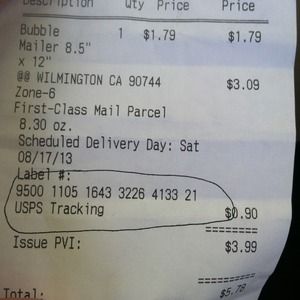 Description Qty Price Price
Bubble 1 $1.79 $1.79
Mailer 8.5"
x 12"
@@ WILMINGTON CA 90744 $3.09
Zone-6
First-Class Mail Parcel
8.30 oz.
Scheduled Delivery Day: Sat
08/17/13
Label #:
9500 1105 1643 3226 4133 21
USPS Tracking $0.90
========
Issue PVI: $3.99
==========
Total: $5.78